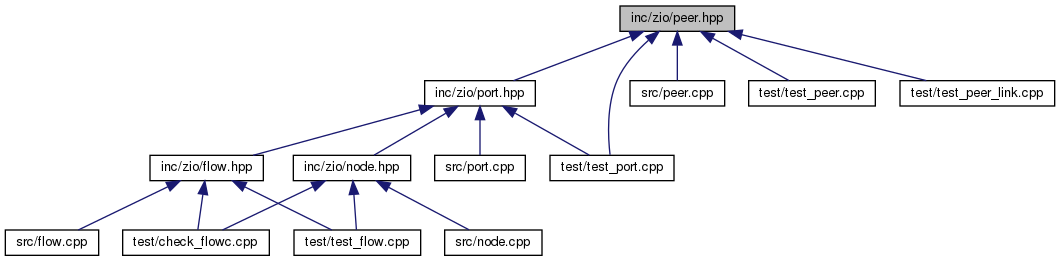 inc/zio/peer.hpp
inc/zio/port.hpp
src/peer.cpp
test/test_peer.cpp
test/test_peer_link.cpp
inc/zio/flow.hpp
inc/zio/node.hpp
src/port.cpp
test/test_port.cpp
src/flow.cpp
test/check_flowc.cpp
test/test_flow.cpp
src/node.cpp